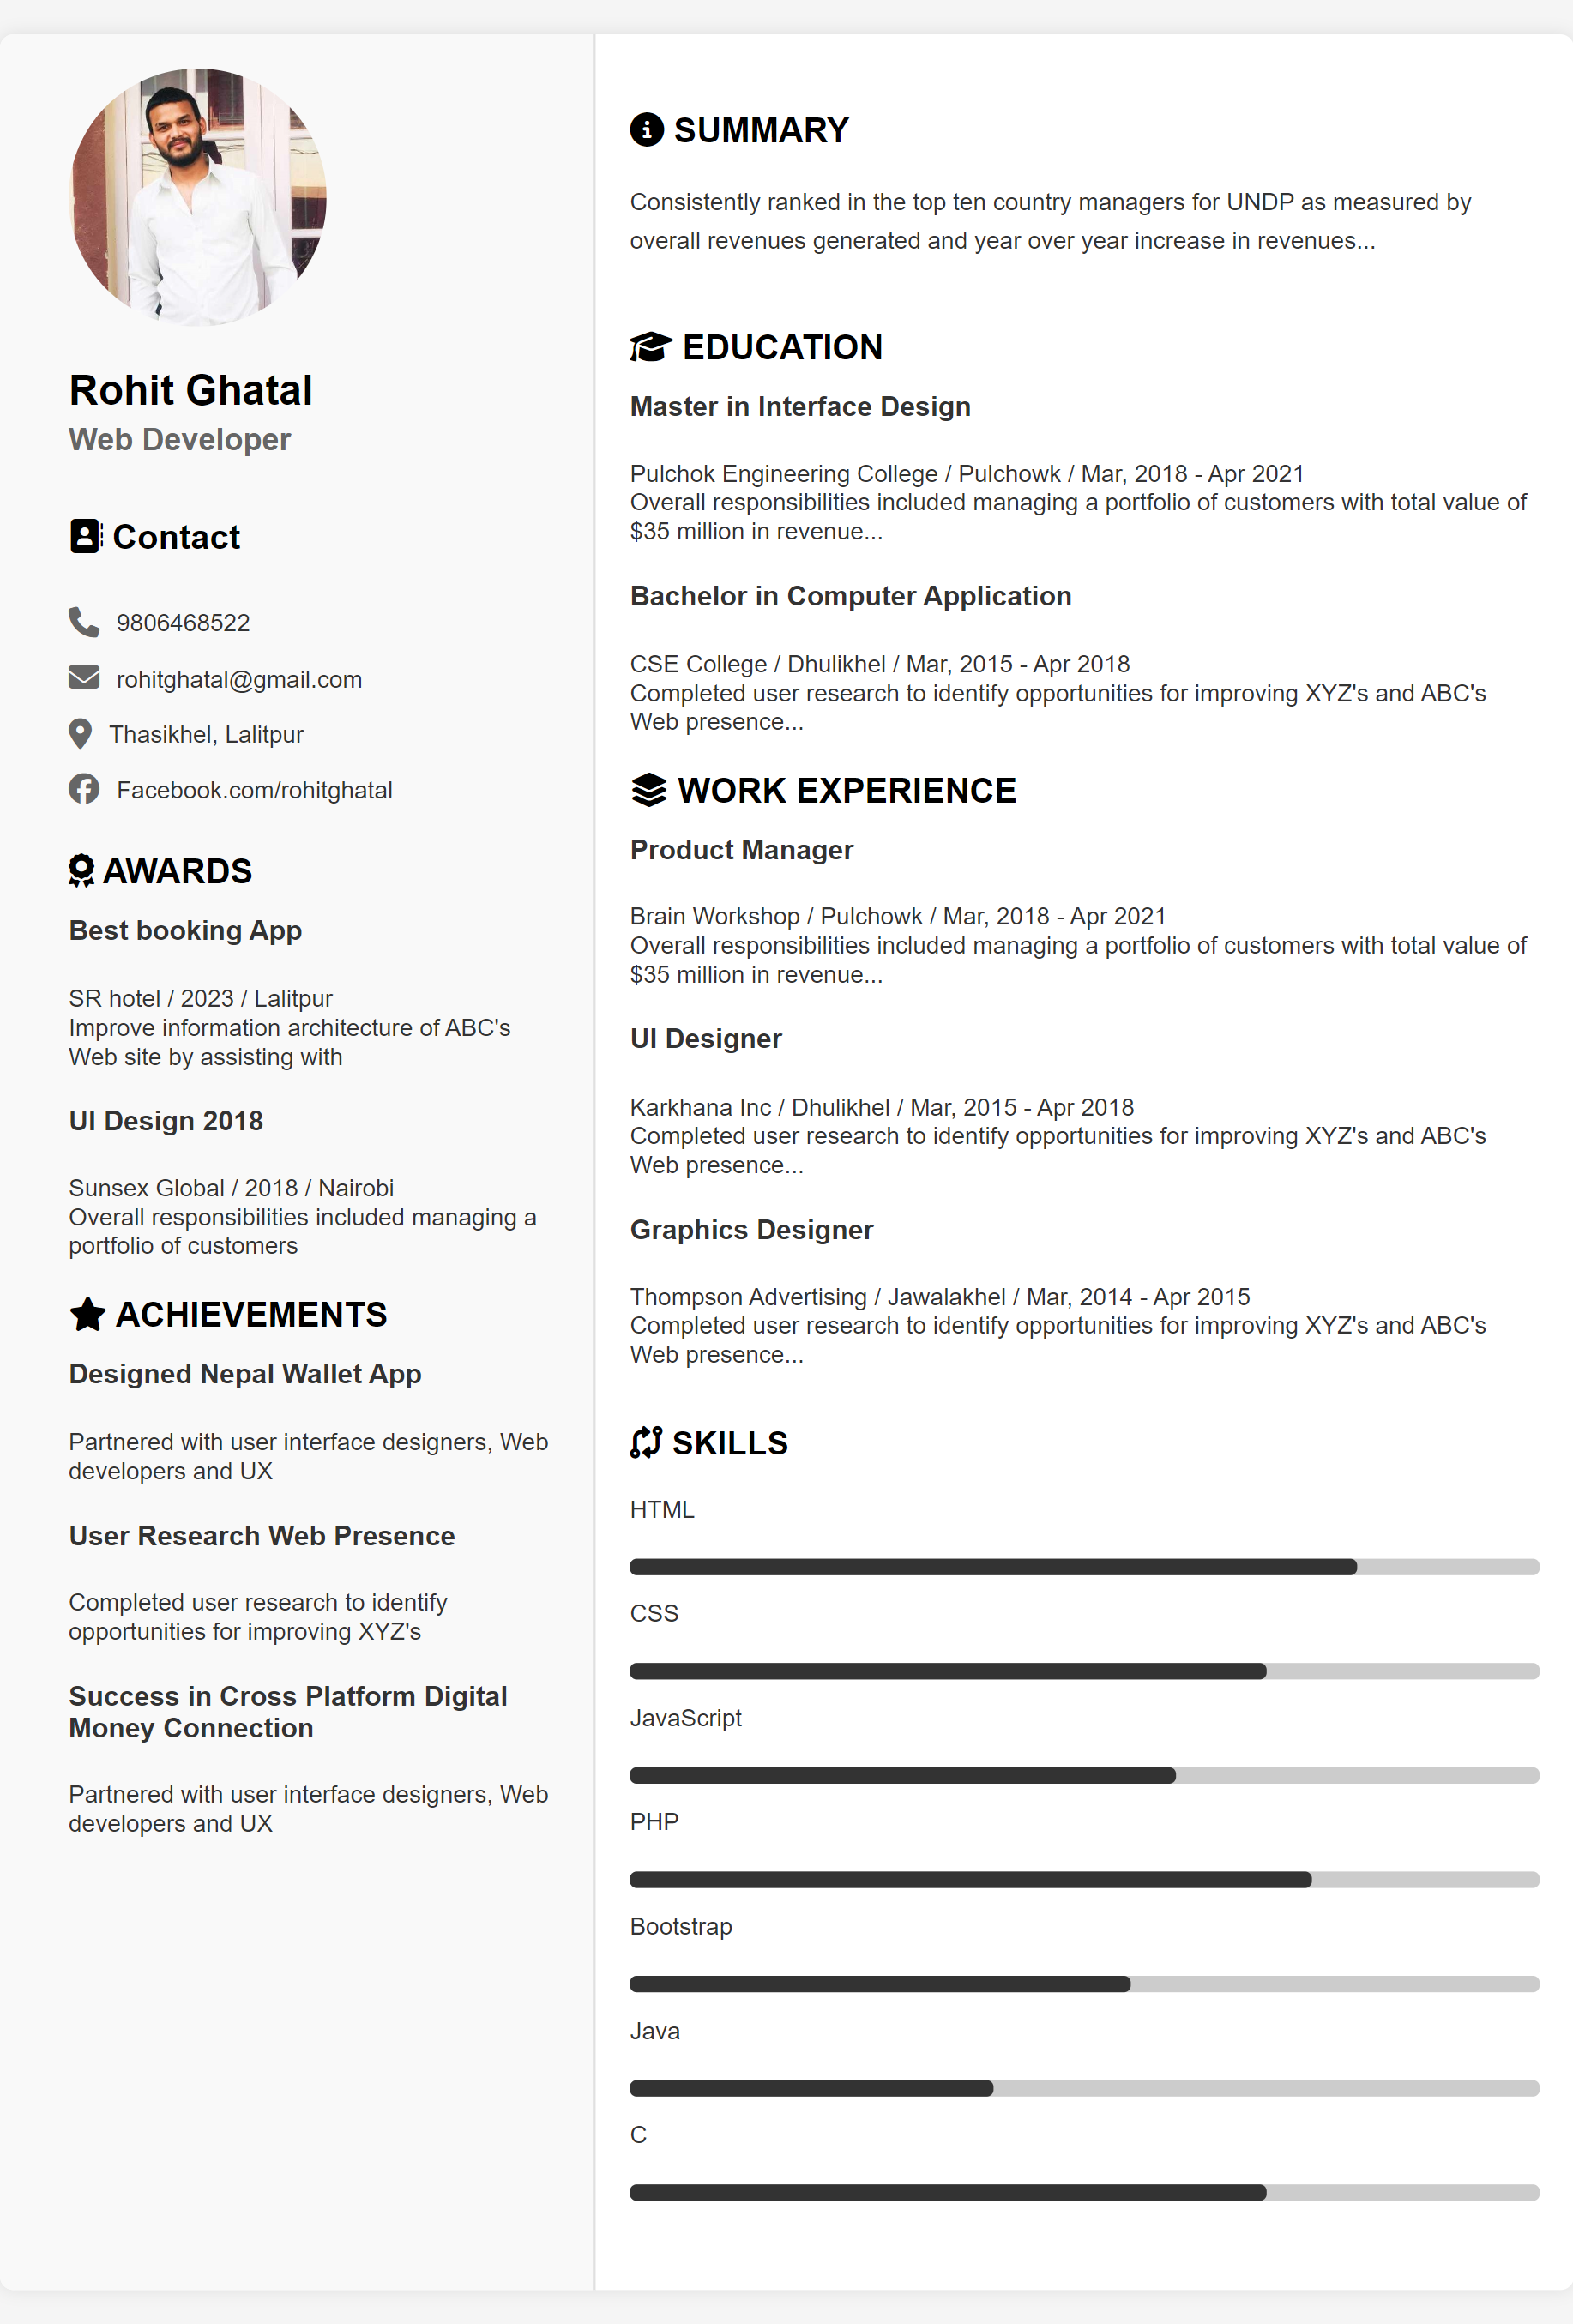 Rohit Ghatal
Web Developer
Contact
9806468522
rohitghatal@gmail.com
Thasikhel, Lalitpur
Facebook.com/rohitghatal
AWARDS
Best booking App
SR hotel / 2023 / Lalitpur
Improve information architecture of ABC's
Web site by assisting with
UI Design 2018
Sunsex Global / 2018 / Nairobi
Overall responsibilities included managing a
portfolio of customers
ACHIEVEMENTS
Designed Nepal Wallet App
Partnered with user interface designers, Web
developers and UX
User Research Web Presence
Completed user research to identify
opportunities for improving XYZ's
Success in Cross Platform Digital
Money Connection
Partnered with user interface designers, Web
developers and UX
SUMMARY
Consistently ranked in the top ten country managers for UNDP as measured by
overall revenues generated and year over year increase in revenues...
EDUCATION
Master in Interface Design
Pulchok Engineering College / Pulchowk / Mar, 2018 - Apr 2021
Overall responsibilities included managing a portfolio of customers with total value of
$35 million in revenue...
Bachelor in Computer Application
CSE College / Dhulikhel / Mar, 2015 - Apr 2018
Completed user research to identify opportunities for improving XYZ's and ABC's
Web presence...
WORK EXPERIENCE
Product Manager
Brain Workshop / Pulchowk / Mar, 2018 - Apr 2021
Overall responsibilities included managing a portfolio of customers with total value of
$35 million in revenue...
UI Designer
Karkhana Inc / Dhulikhel / Mar, 2015 - Apr 2018
Completed user research to identify opportunities for improving XYZ's and ABC's
Web presence...
Graphics Designer
Thompson Advertising / Jawalakhel / Mar, 2014 - Apr 2015
Completed user research to identify opportunities for improving XYZ's and ABC's
Web presence...
SKILLS
HTML
CSS
JavaScript
PHP
Bootstrap
Java
C